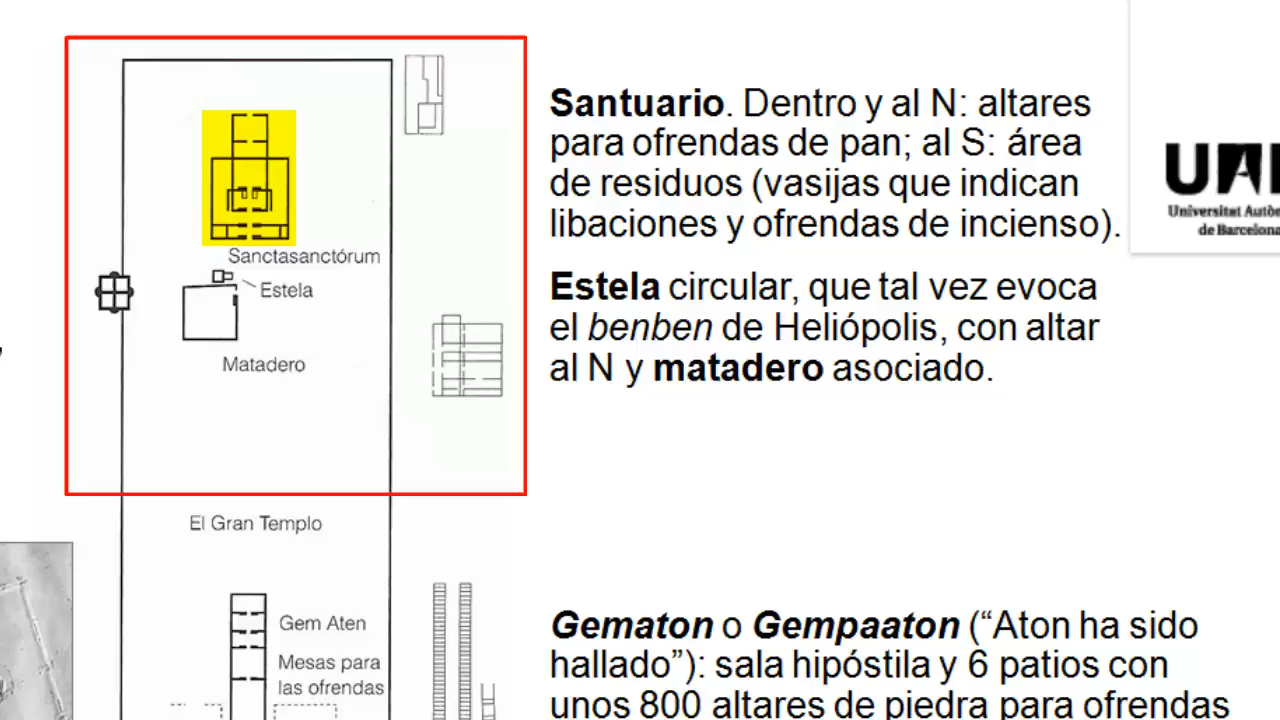 Santuario. Dentro y al N: altares
para ofrendas de pan; al S: área
de residuos (vasijas que indican
libaciones y ofrendas de incienso).
Estela circular, que tal vez evoca
el benben de Heliópolis, con altar
al N y matadero asociado.
Gematon o Gempaaton (“Aton ha sido
hallado”): sala hipóstila y 6 patios con
unos 800 altares de piedra para ofrendas
Sanctasanctórum
Estela
Matadero
El Gran Templo
Gem Aten
Mesas para
las ofrendas
UAB
Universitat Autò
de Barcelona